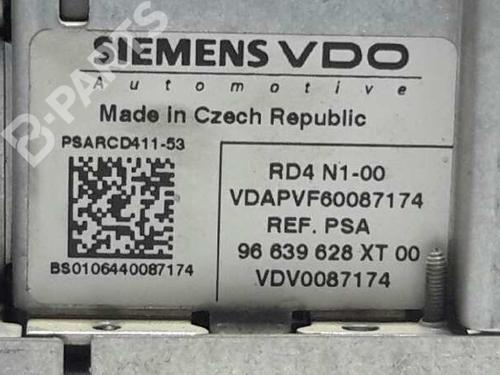 SIEMENS VDO
Automotive
Made in Czech Republic
PSARCD411-53
BS0106440087174
RD4 N1-00
VDAPVF60087174
REF. PSA
96 639 628 XT 00
VDV0087174
B-PARTS